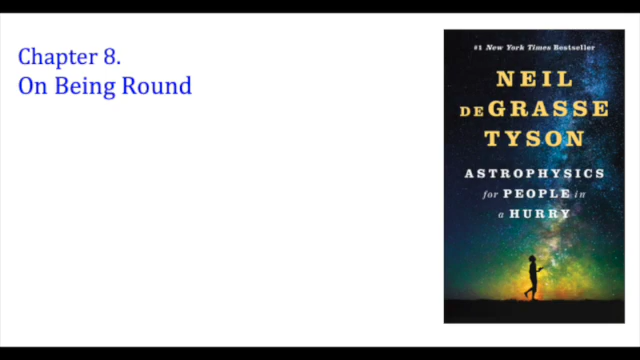 Chapter 8.
On Being Round
#1 New York Times Bestseller
NEIL
DEGRASSE
TYSON
ASTROPHYSICS
for PEOPLE in
a HURRY